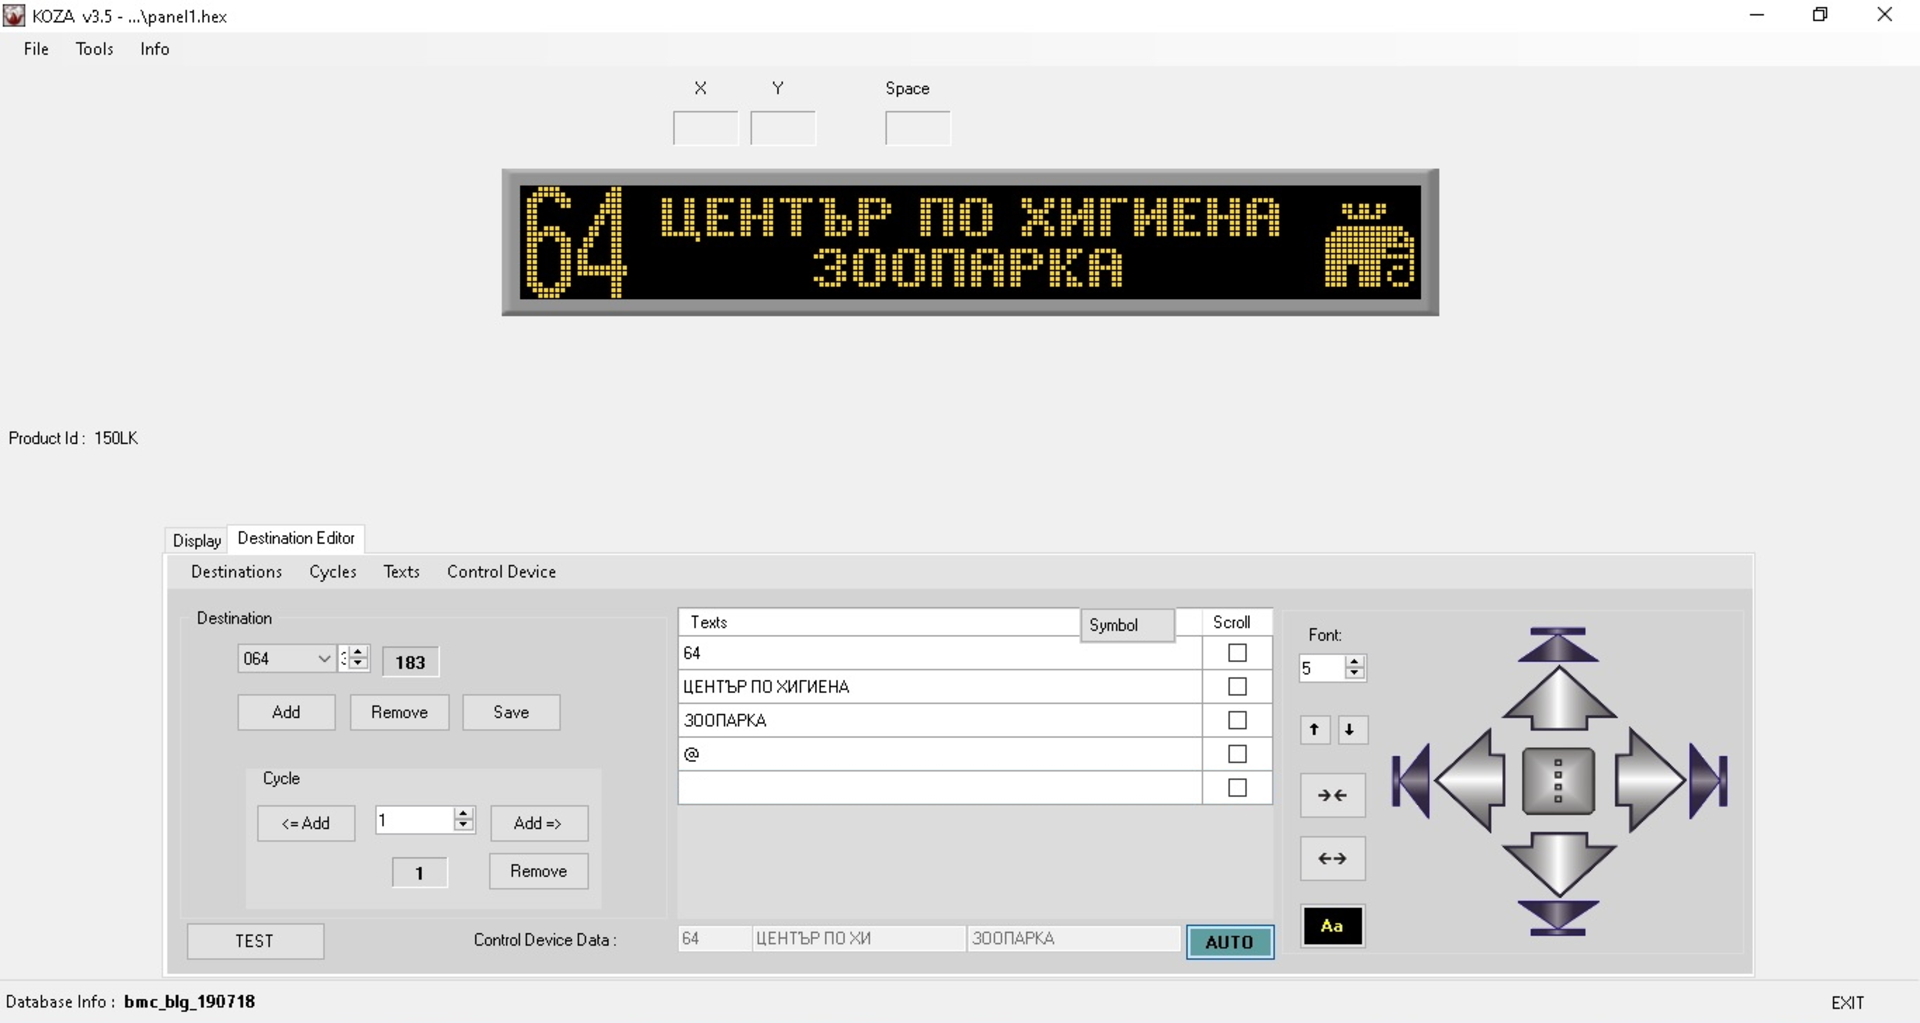 KOZA v3.5 - ...\panel1.hex
File Tools Info
X Y Space
64 ЦЕНТЪР ПО ХИГИЕНА
ЗООПАРКА
Product Id : 150LK
Display Destination Editor
Destinations Cycles Texts Control Device
Destination
064 183
Add Remove Save
Cycle
<= Add 1 Add =>
1 Remove
TEST
Texts Symbol Scroll
64
ЦЕНТЪР ПО ХИГИЕНА
ЗООПАРКА
@
Control Device Data : 64 ЦЕНТЪР ПО ХИ ЗООПАРКА AUTO
Font:
5
Aa
Database Info : bmc_blg_190718
EXIT